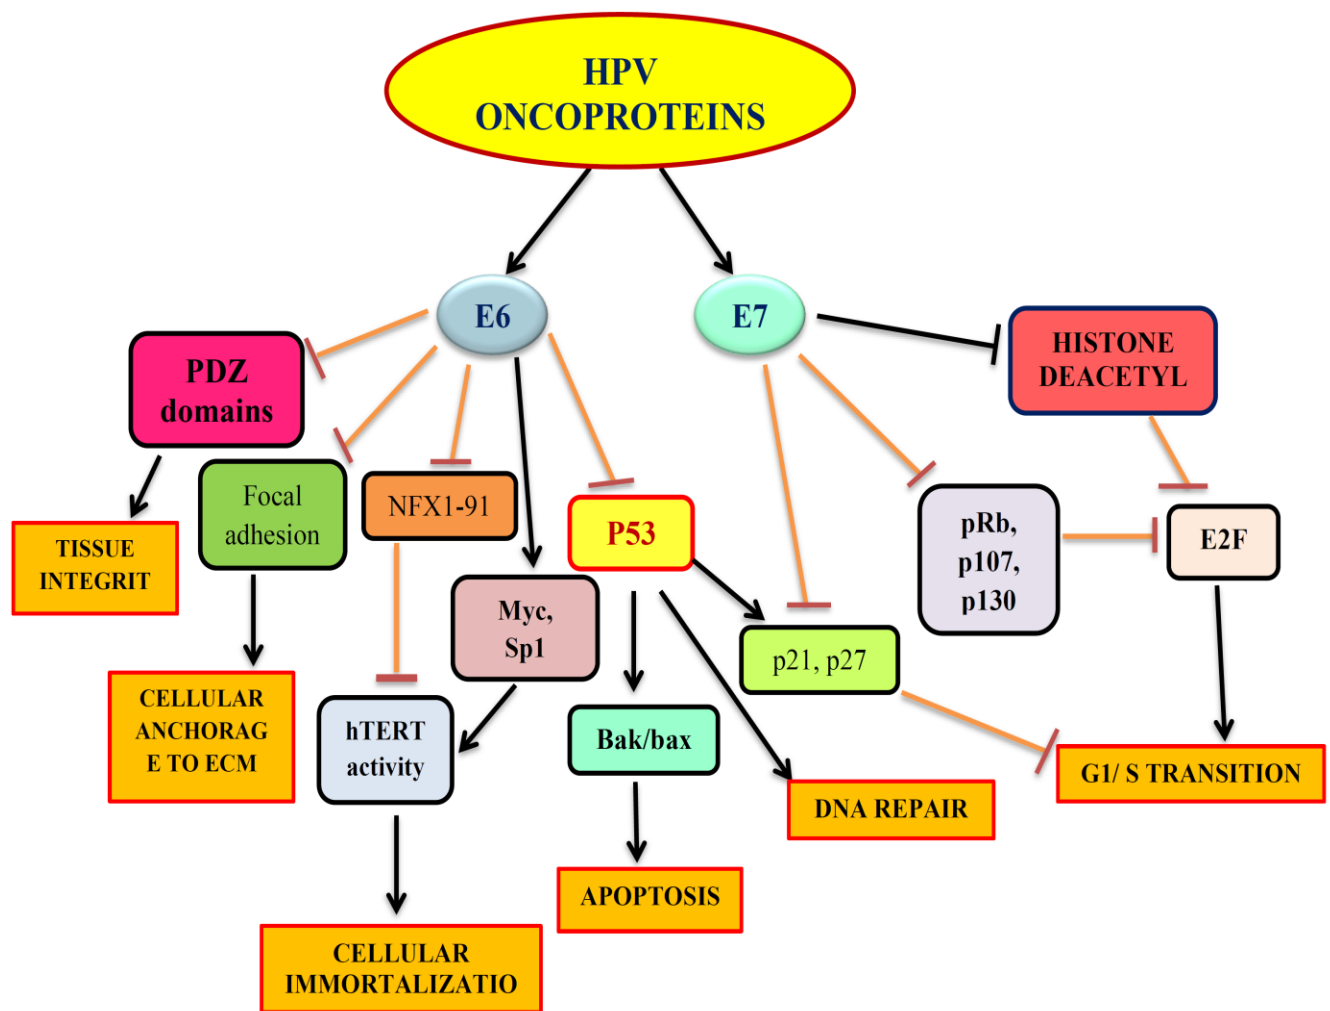 HPV
ONCOPROTEINS
E6
E7
HISTONE
DEACETYL
PDZ
domains
Focal
adhesion
NFX1-91
P53
pRb,
p107,
p130
E2F
TISSUE
INTEGRIT
Myc,
Sp1
p21, p27
CELLULAR
ANCHORAG
E TO ECM
hTERT
activity
Bak/bax
G1/ S TRANSITION
DNA REPAIR
APOPTOSIS
CELLULAR
IMMORTALIZATIO